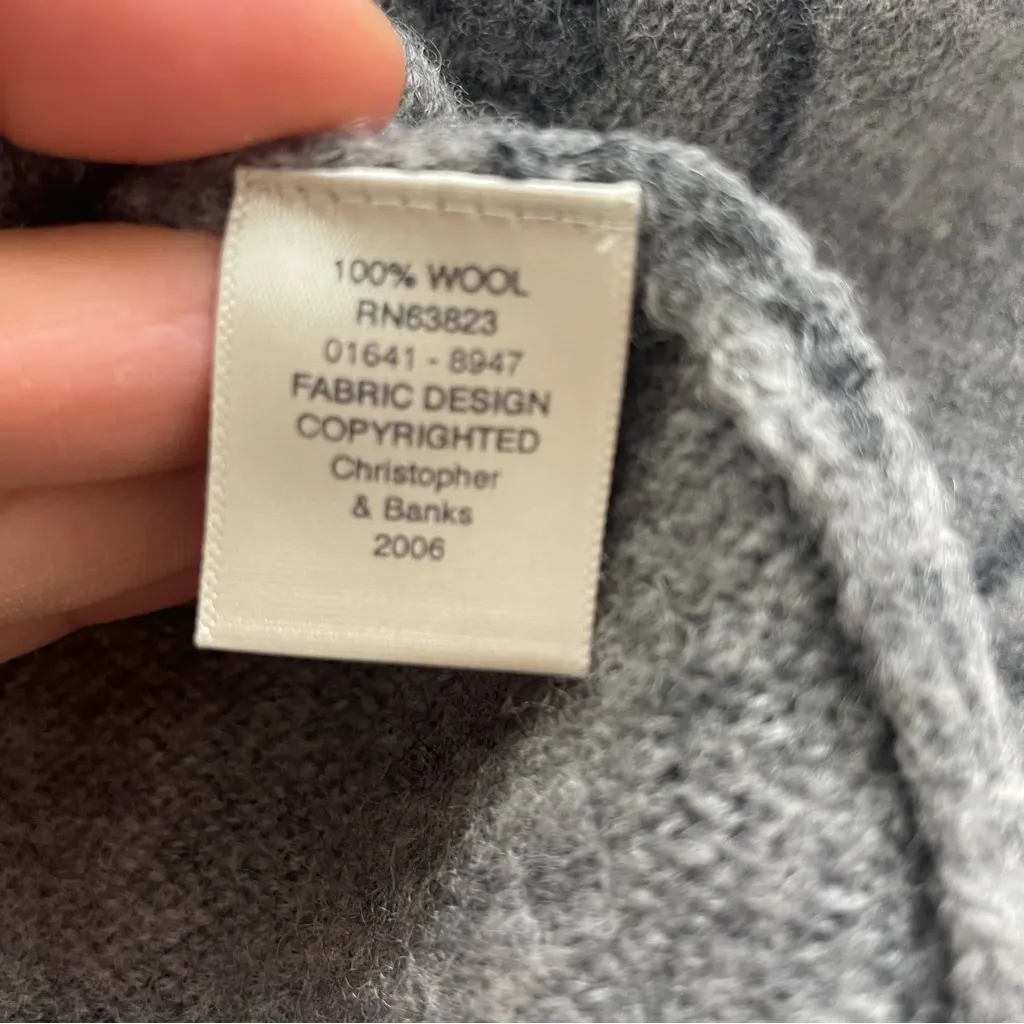 100% WOOL
RN63823
01641 - 8947
FABRIC DESIGN
COPYRIGHTED
Christopher
& Banks
2006